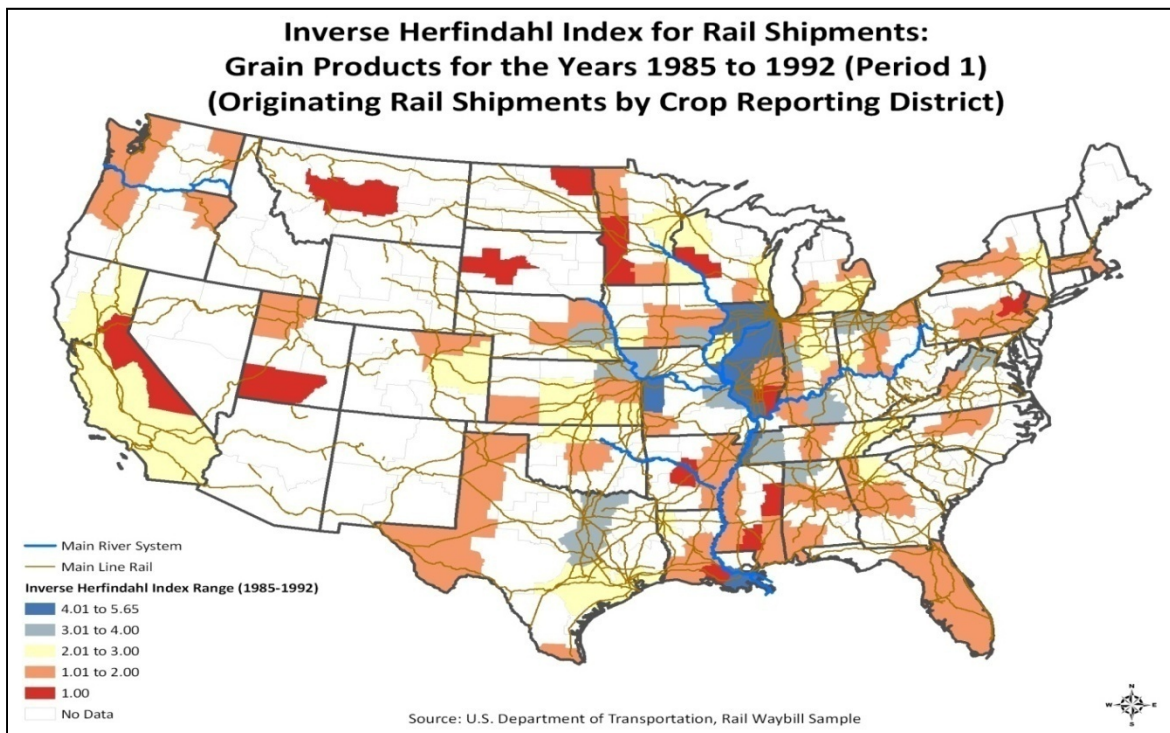 Inverse Herfindahl Index for Rail Shipments:
Grain Products for the Years 1985 to 1992 (Period 1)
(Originating Rail Shipments by Crop Reporting District)
Main River System
Main Line Rail
Inverse Herfindahl Index Range (1985-1992)
4.01 to 5.65
3.01 to 4.00
2.01 to 3.00
1.01 to 2.00
1.00
No Data
Source: U.S. Department of Transportation, Rail Waybill Sample
N
W E
S